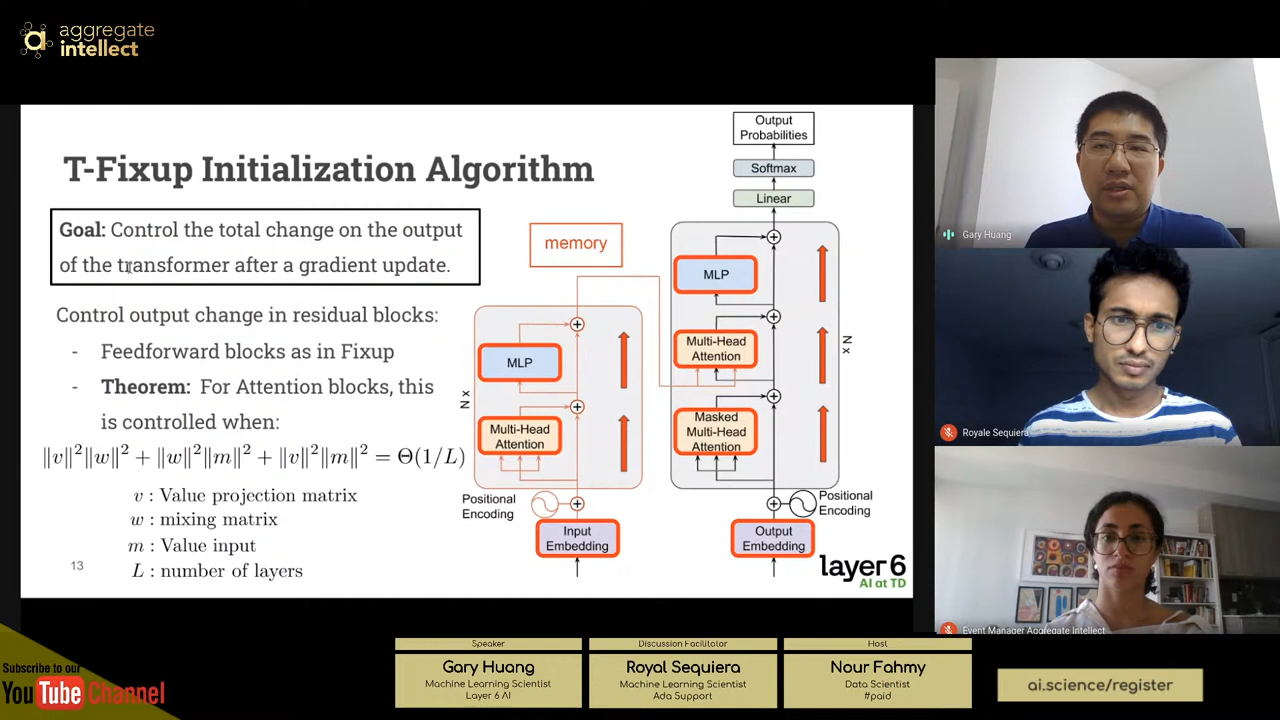 aggregate
intellect
T-Fixup Initialization Algorithm
Goal: Control the total change on the output
of the transformer after a gradient update.
Control output change in residual blocks:
- Feedforward blocks as in Fixup
- Theorem: For Attention blocks, this
is controlled when:
‖v‖²‖w‖² + ‖w‖²‖m‖² + ‖v‖²‖m‖² = Θ(1/L)
v : Value projection matrix
w : mixing matrix
m : Value input
L : number of layers
13
Output
Probabilities
Softmax
Linear
memory
MLP
Multi-Head
Attention
N x
Positional
Encoding
Input
Embedding
MLP
Multi-Head
Attention
Masked
Multi-Head
Attention
N x
Positional
Encoding
Output
Embedding
layer 6
AI at TD
Gary Huang
Royale Sequiera
Event Manager Aggregate Intellect
Subscribe to our
YouTube Channel
Speaker
Gary Huang
Machine Learning Scientist
Layer 6 AI
Discussion Facilitator
Royal Sequiera
Machine Learning Scientist
Ada Support
Host
Nour Fahmy
Data Scientist
#paid
ai.science/register